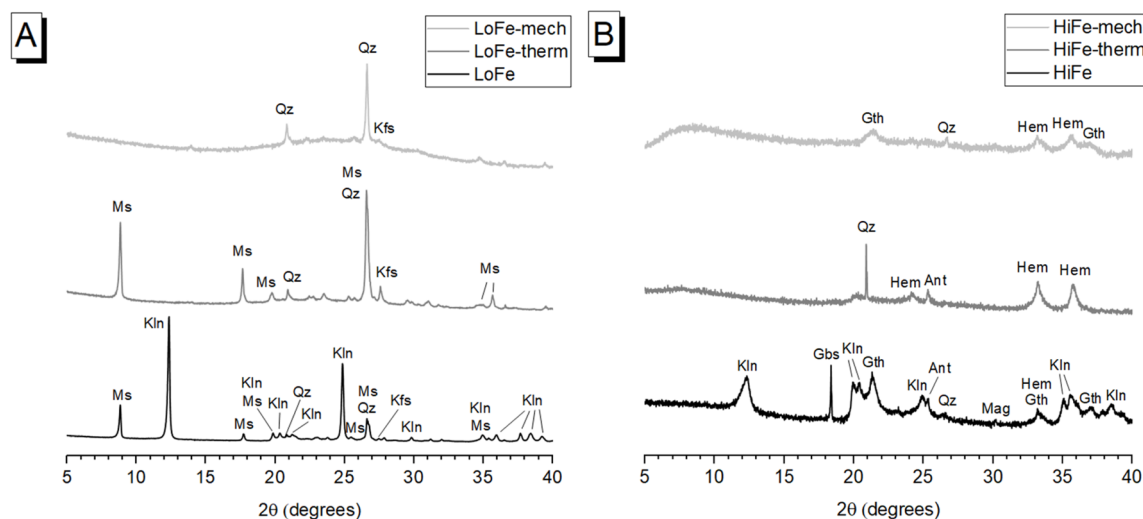 A
LoFe-mech
LoFe-therm
LoFe
Qz
Qz
Kfs
Ms
Ms
Qz
Ms
Ms
Qz
Kfs
Ms
Kln
Ms
Kln
Ms
Kln
Ms
Kln
Qz
Kln
Ms
Qz
Ms
Kfs
Kln
Kln
Ms
Kln
5 10 15 20 25 30 35 40
2θ (degrees)
B
HiFe-mech
HiFe-therm
HiFe
Gth
Qz
Hem
Hem
Gth
Qz
Hem
Ant
Hem
Hem
Kln
Gbs
Kln
Gth
Kln
Ant
Qz
Mag
Hem
Gth
Kln
Gth
Kln
5 10 15 20 25 30 35 40
2θ (degrees)